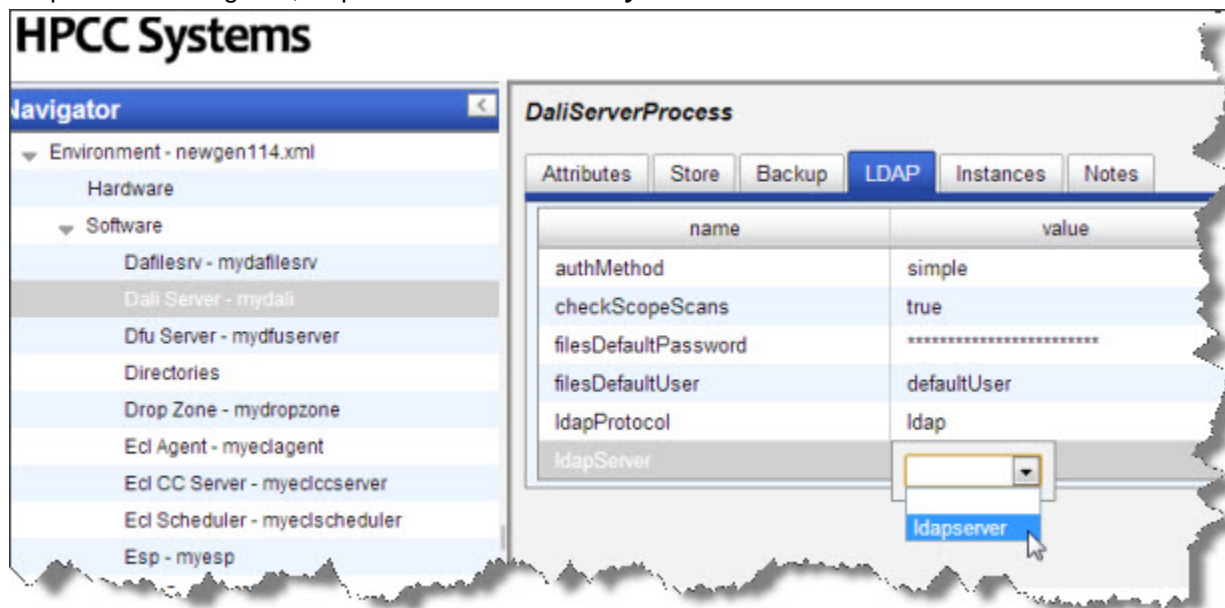 HPCC Systems
Navigator
Environment - newgen114.xml
Hardware
Software
Dafilesrv - mydafilesrv
Dali Server - mydali
Dfu Server - mydfuserver
Directories
Drop Zone - mydropzone
Ecl Agent - myeclagent
Ecl CC Server - myeclccserver
Ecl Scheduler - myeclscheduler
Esp - myesp
DaliServerProcess
Attributes Store Backup LDAP Instances Notes
name value
authMethod simple
checkScopeScans true
filesDefaultPassword ************************
filesDefaultUser defaultUser
ldapProtocol ldap
ldapServer
ldapserver